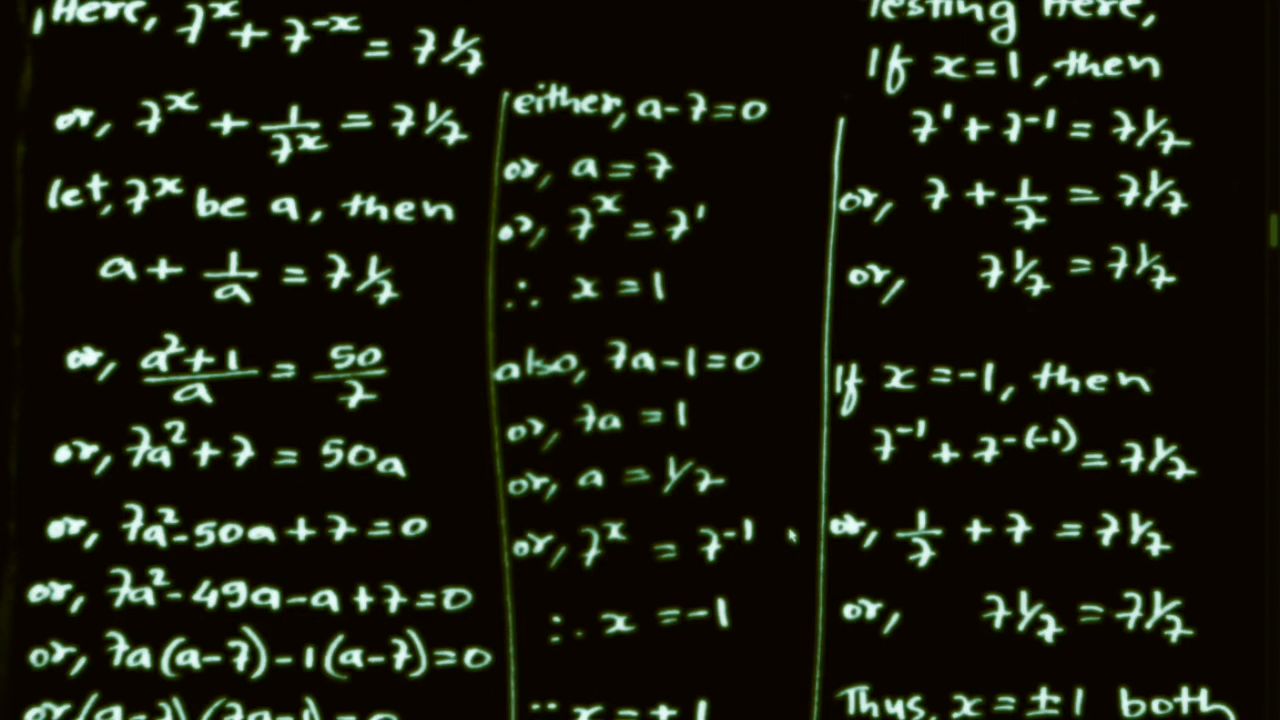 Here, 7^x + 7^-x = 7 1/7
or, 7^x + 1/7^x = 7 1/7
let, 7^x be a, then
a + 1/a = 7 1/7
or, (a²+1)/a = 50/7
or, 7a² + 7 = 50a
or, 7a² - 50a + 7 = 0
or, 7a² - 49a - a + 7 = 0
or, 7a(a-7) - 1(a-7) = 0
or (a-7) (7a-1) = 0
either, a - 7 = 0
or, a = 7
or, 7^x = 7^1
∴ x = 1
also, 7a - 1 = 0
or, 7a = 1
or, a = 1/7
or, 7^x = 7^-1
∴ x = -1
∵ x = ± 1
Testing Here,
If x = 1, then
7^1 + 7^-1 = 7 1/7
or, 7 + 1/7 = 7 1/7
or, 7 1/7 = 7 1/7
If x = -1, then
7^-1 + 7^-(-1) = 7 1/7
or, 1/7 + 7 = 7 1/7
or, 7 1/7 = 7 1/7
Thus, x = ± 1 both